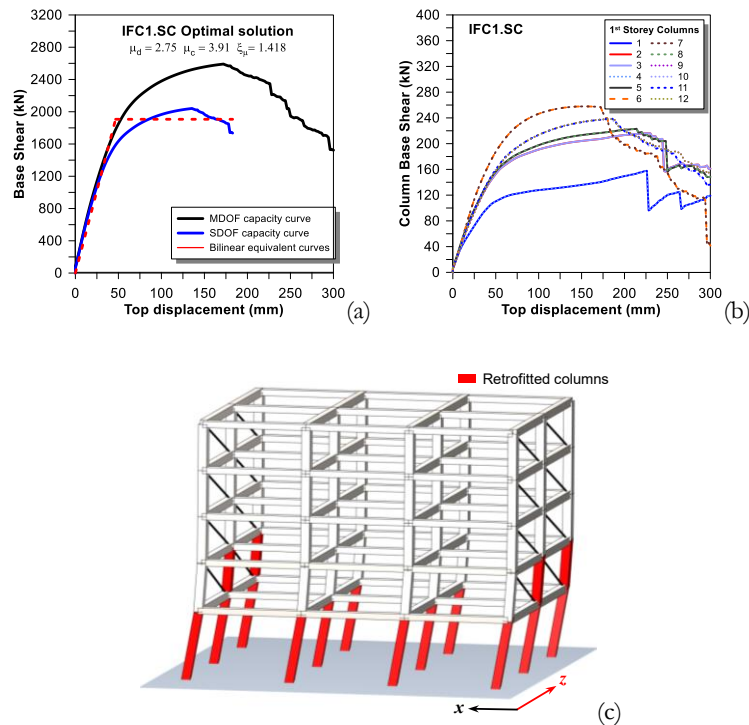 IFC1.SC Optimal solution
μd = 2.75 μc = 3.91 ξμ = 1.418
Base Shear (kN)
3200
2800
2400
2000
1600
1200
800
400
0
MDOF capacity curve
SDOF capacity curve
Bilinear equivalent curves
0 50 100 150 200 250 300
Top displacement (mm)
(a)
IFC1.SC
Column Base Shear (kN)
400
360
320
280
240
200
160
120
80
40
0
1st Storey Columns
1 7
2 8
3 9
4 10
5 11
6 12
0 50 100 150 200 250 300
Top displacement (mm)
(b)
Retrofitted columns
x
z
(c)